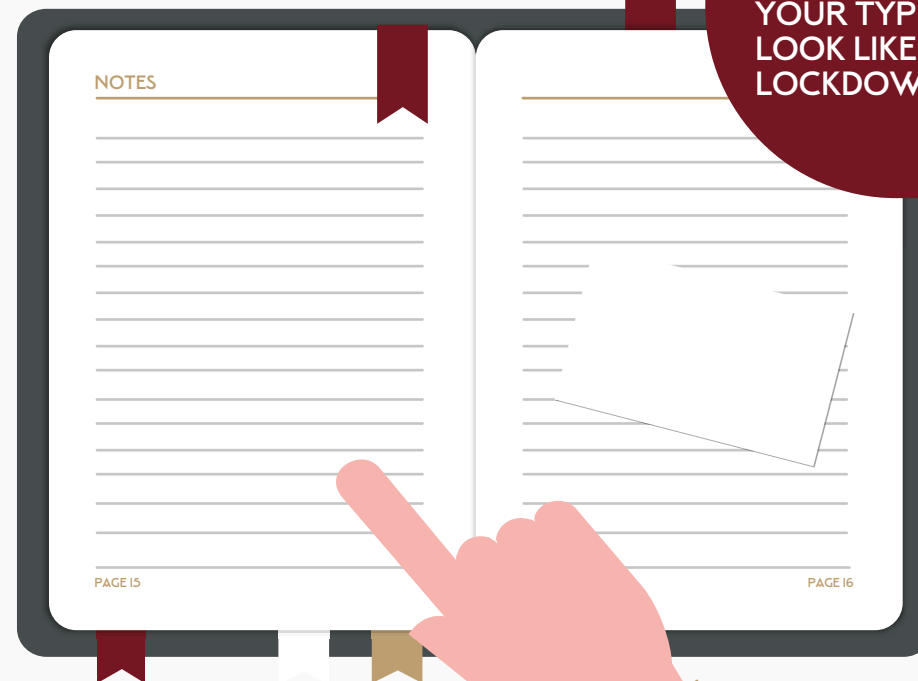 NOTES
PAGE 15
YOUR TYP
LOOK LIKE
LOCKDOW
PAGE 16